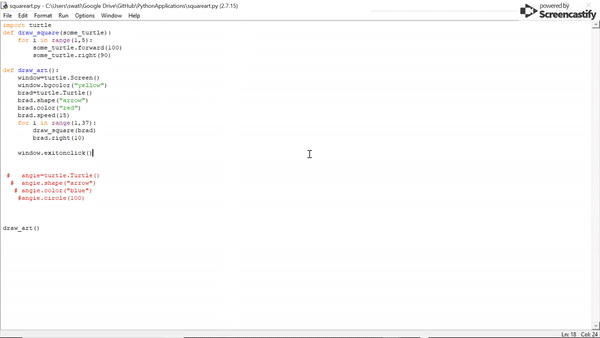 squareart.py - C:\Users\swath\Google Drive\GitHub\PythonApplications\squareart.py (2.7.15)
powered by
Screencastify
File Edit Format Run Options Window Help
import turtle
def draw_square(some_turtle):
for i in range(1,5):
some_turtle.forward(100)
some_turtle.right(90)
def draw_art():
window=turtle.Screen()
window.bgcolor("yellow")
brad=turtle.Turtle()
brad.shape("arrow")
brad.color("red")
brad.speed(15)
for i in range(1,37):
draw_square(brad)
brad.right(10)
window.exitonclick()
# angie=turtle.Turtle()
# angie.shape("arrow")
# angie.color("blue")
#angie.circle(100)
draw_art()
Ln: 18 Col: 24